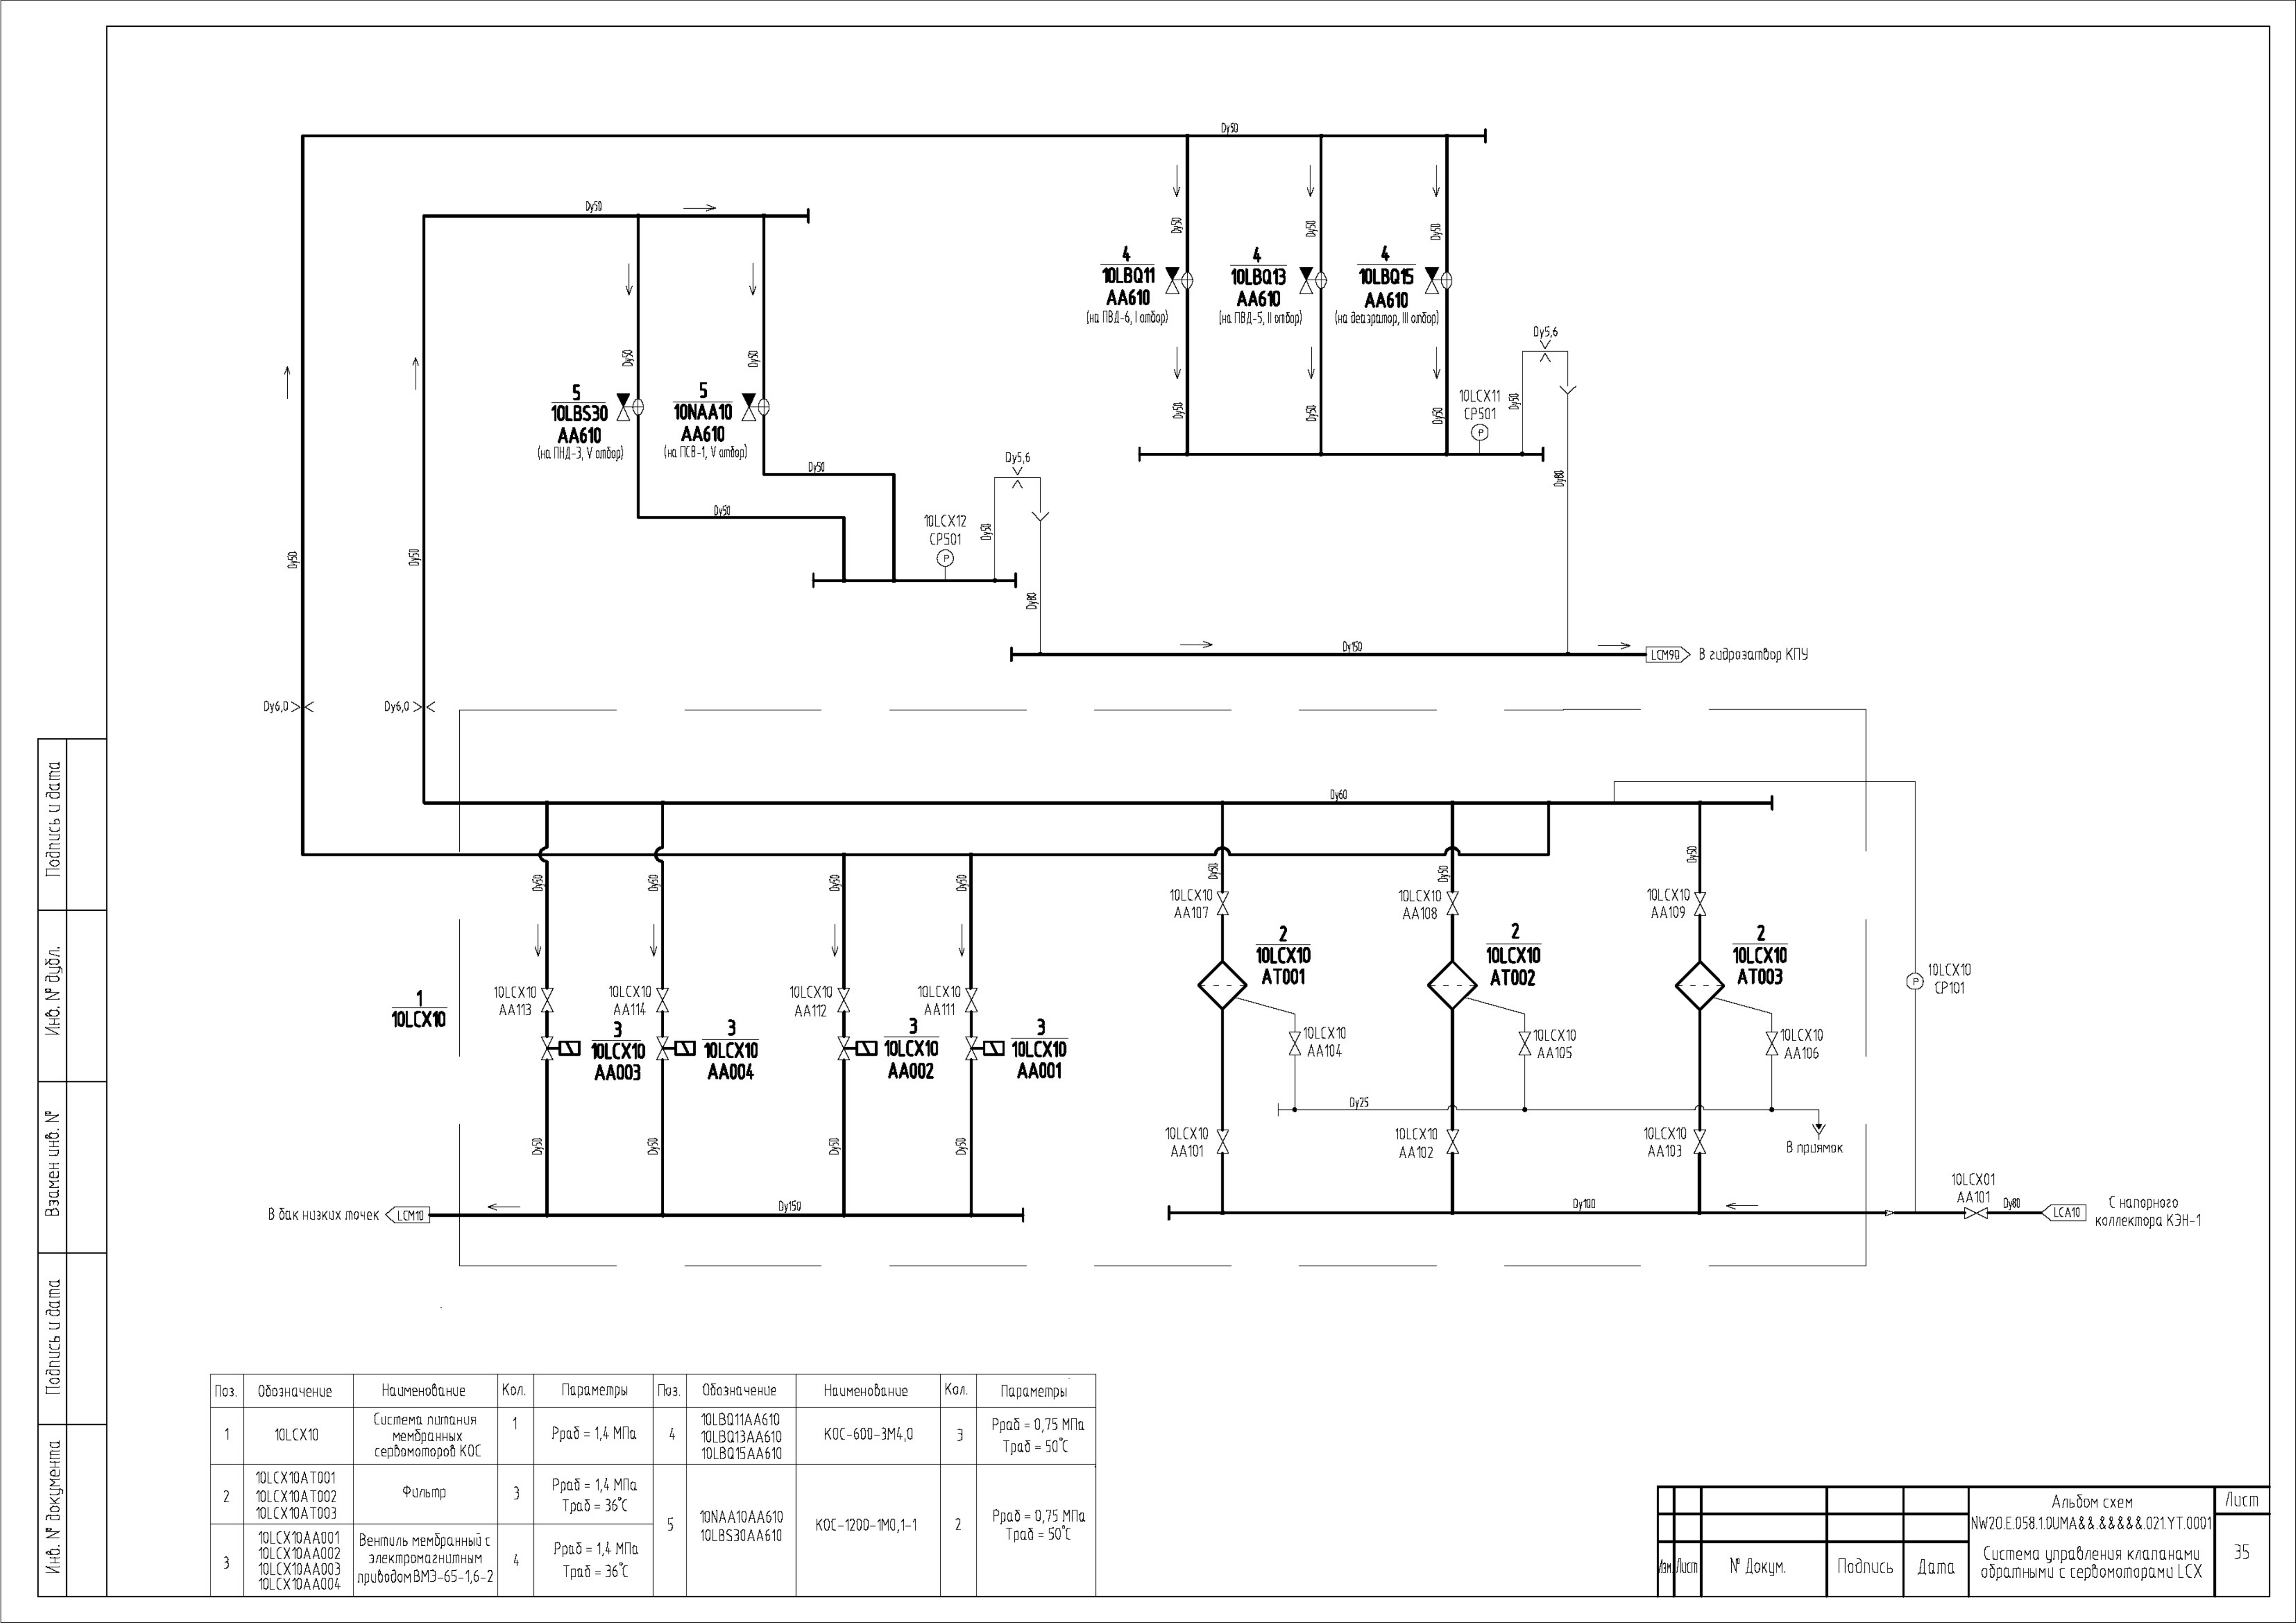 Dy50
Dy50
Dy50
Dy50
Dy50
4
10LBQ11
AA610
(на ПВД-6, I отбор)
4
10LBQ13
AA610
(на ПВД-5, II отбор)
4
10LBQ15
AA610
(на деаэратор, III отбор)
Dy50
Dy50
Dy50
Dy5,6
Dy50
Dy50
5
10LBS30
AA610
(на ПНД-3, V отбор)
5
10NAA10
AA610
(на ПСВ-1, V отбор)
10LCX11
CP501
P
Dy50
Dy80
Dy50
Dy50
Dy5,6
10LCX12
CP501
P
Dy50
Dy50
Dy50
Dy80
Dy150
LCM90
В гидрозатвор КПУ
Dy6,0
Dy6,0
Dy60
Dy50
Dy50
Dy50
Dy50
Dy50
Dy50
Dy50
10LCX10
AA107
10LCX10
AA108
10LCX10
AA109
2
10LCX10
AT001
2
10LCX10
AT002
2
10LCX10
AT003
P
10LCX10
CP101
1
10LCX10
10LCX10
AA113
10LCX10
AA114
10LCX10
AA112
10LCX10
AA111
3
10LCX10
AA003
3
10LCX10
AA004
3
10LCX10
AA002
3
10LCX10
AA001
10LCX10
AA104
10LCX10
AA105
10LCX10
AA106
Dy25
Dy50
Dy50
Dy50
Dy50
10LCX10
AA101
10LCX10
AA102
10LCX10
AA103
В приямок
10LCX01
AA101
В бак низких точек
LCM10
Dy150
Dy100
Dy80
LCA10
С напорного
коллектора КЭН-1
Подпись и дата
Инв. № дубл.
Взамен инв. №
Подпись и дата
Инв. № документа
Поз.
Обозначение
Наименование
Кол.
Параметры
Поз.
Обозначение
Наименование
Кол.
Параметры
1
10LCX10
Система питания
мембранных
сервомоторов КОС
1
Рраб = 1,4 МПа
4
10LBQ11AA610
10LBQ13AA610
10LBQ15AA610
КОС-600-3М4,0
3
Рраб = 0,75 МПа
Траб = 50°C
2
10LCX10AT001
10LCX10AT002
10LCX10AT003
Фильтр
3
Рраб = 1,4 МПа
Траб = 36°C
5
10NAA10AA610
10LBS30AA610
КОС-1200-1М0,1-1
2
Рраб = 0,75 МПа
Траб = 50°C
3
10LCX10AA001
10LCX10AA002
10LCX10AA003
10LCX10AA004
Вентиль мембранный с
электромагнитным
приводом ВМЭ-65-1,6-2
4
Рраб = 1,4 МПа
Траб = 36°C
Изм.
Лист
№ Докум.
Подпись
Дата
Альбом схем
NW20.E.058.1.0UMA&&.&&&&&.021.YT.0001
Система управления клапанами
обратными с сервомоторами LCX
Лист
35